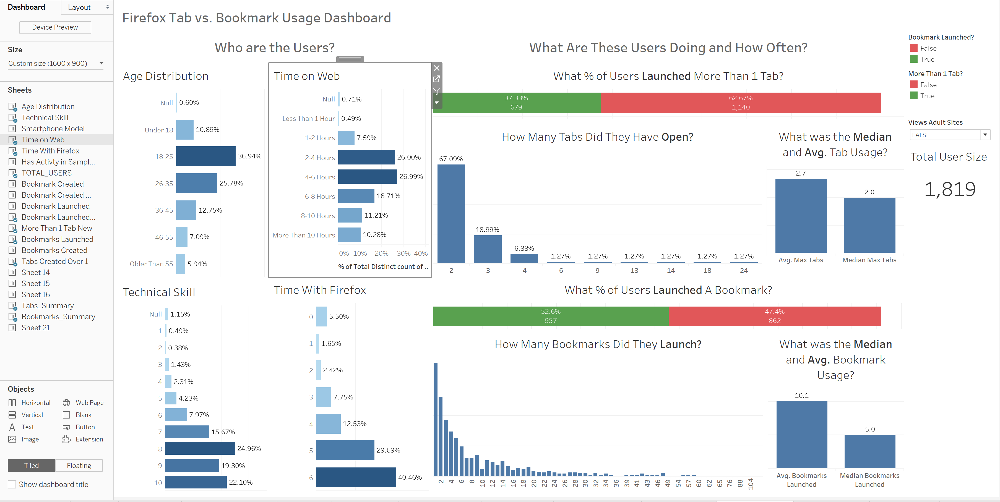 Dashboard
Layout
Device Preview
Size
Custom size (1600 x 900)
Sheets
Age Distribution
Technical Skill
Smartphone Model
Time on Web
Time With Firefox
Has Activty in Sampl...
TOTAL_USERS
Bookmark Created
Bookmark Created ...
Bookmark Launched
Bookmark Launched...
More Than 1 Tab New
Bookmarks Launched
Bookmarks Created
Tabs Created Over 1
Sheet 14
Sheet 15
Sheet 16
Tabs_Summary
Bookmarks_Summary
Sheet 21
Objects
Horizontal
Web Page
Vertical
Blank
Text
Button
Image
Extension
Tiled
Floating
Show dashboard title
Firefox Tab vs. Bookmark Usage Dashboard
Who are the Users?
Age Distribution
Null 0.60%
Under 18 10.89%
18-25 36.94%
26-35 25.78%
36-45 12.75%
46-55 7.09%
Older Than 55 5.94%
Time on Web
Null 0.71%
Less Than 1 Hour 0.49%
1-2 Hours 7.59%
2-4 Hours 26.00%
4-6 Hours 26.99%
6-8 Hours 16.71%
8-10 Hours 11.21%
More Than 10 Hours 10.28%
0% 10% 20% 30% 40%
% of Total Distinct count of ..
Technical Skill
Null 1.15%
1 0.49%
2 0.38%
3 1.43%
4 2.31%
5 4.23%
6 7.97%
7 15.67%
8 24.96%
9 19.30%
10 22.10%
Time With Firefox
0 5.50%
1 1.65%
2 2.42%
3 7.75%
4 12.53%
5 29.69%
6 40.46%
What Are These Users Doing and How Often?
What % of Users Launched More Than 1 Tab?
37.33%
679
62.67%
1,140
How Many Tabs Did They Have Open?
67.09%
18.99%
6.33%
1.27%
1.27%
1.27%
1.27%
1.27%
1.27%
2 3 4 6 9 13 14 18 24
What was the Median
and Avg. Tab Usage?
2.7
2.0
Avg. Max Tabs
Median Max Tabs
What % of Users Launched A Bookmark?
52.6%
957
47.4%
862
How Many Bookmarks Did They Launch?
2 4 6 8 10 12 14 16 18 20 22 24 26 28 30 32 34 36 39 41 43 46 49 54 57 60 62 65 76 88 104
What was the Median
and Avg. Bookmark
Usage?
10.1
5.0
Avg. Bookmarks
Launched
Median Bookmarks
Launched
Bookmark Launched?
False
True
More Than 1 Tab?
False
True
Views Adult Sites
FALSE
Total User Size
1,819